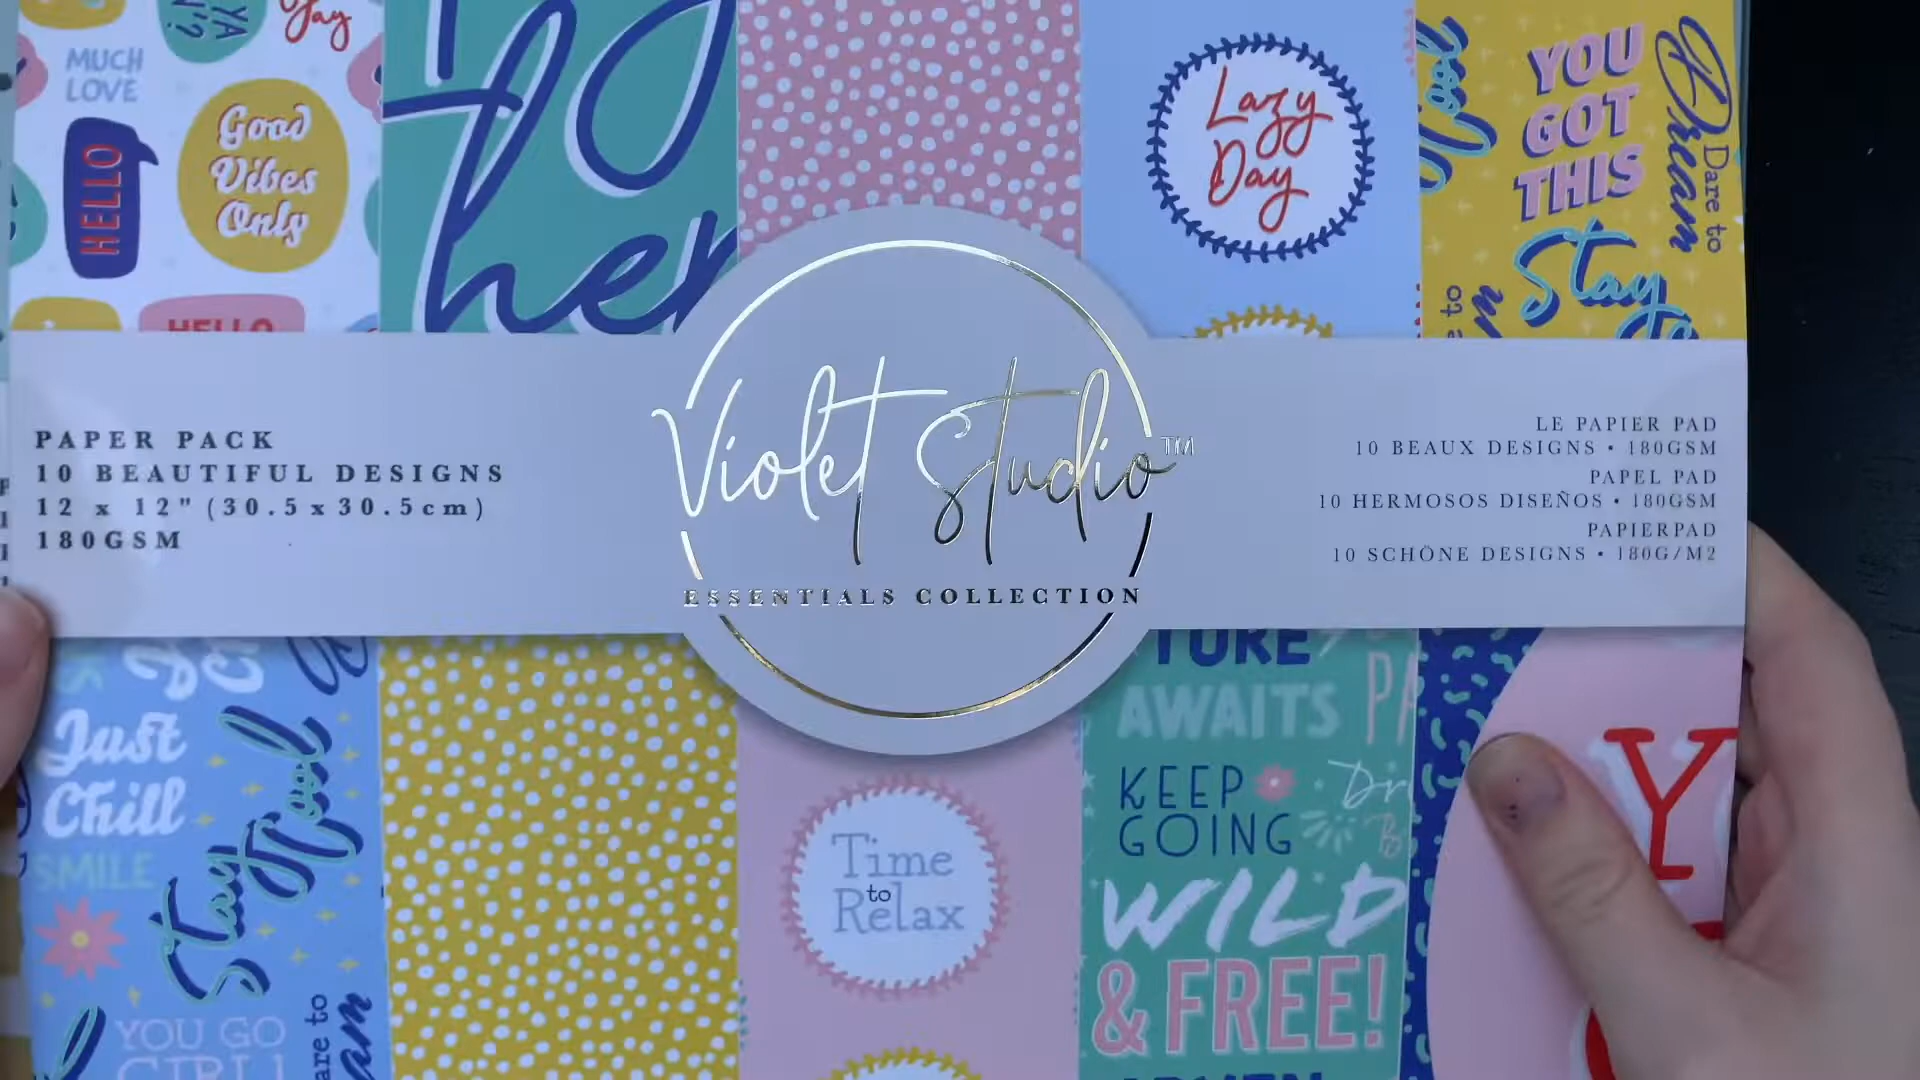 MUCH
LOVE
HELLO
Good
Vibes
Only
HELLO
Lazy
Day
YOU
GOT
THIS
Dare to
Dream
Stay
PAPER PACK
10 BEAUTIFUL DESIGNS
12 x 12" (30.5x30.5cm)
180GSM
Violet Studio™
ESSENTIALS COLLECTION
LE PAPIER PAD
10 BEAUX DESIGNS • 180GSM
PAPEL PAD
10 HERMOSOS DISEÑOS • 180GSM
PAPIERPAD
10 SCHÖNE DESIGNS • 180G/M2
Just
Chill
SMILE
Stay Cool
YOU GO
Time
to
Relax
TURE
AWAITS
KEEP
GOING
WILD
& FREE!
Y